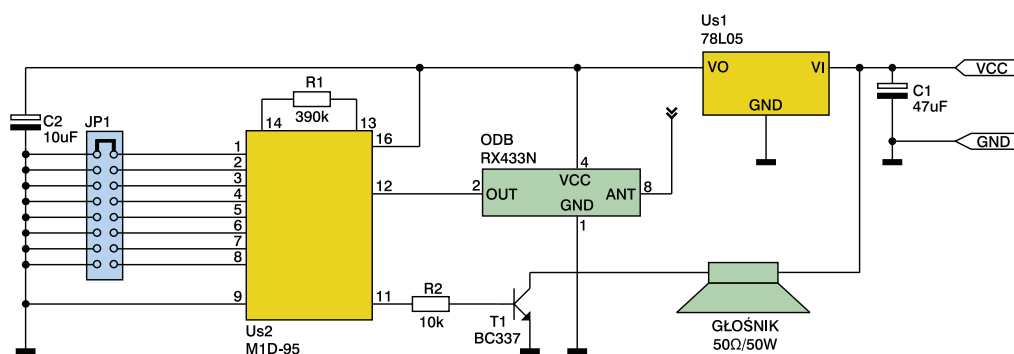 Us1
78L05
VO
VI
GND
VCC
C1
47uF
GND
C2
10uF
JP1
R1
390k
14
13
16
1
2
3
4
5
6
7
8
9
12
11
Us2
M1D-95
ODB
RX433N
4
VCC
2
OUT
ANT
8
GND
1
R2
10k
T1
BC337
GŁOŚNIK
50Ω/50W